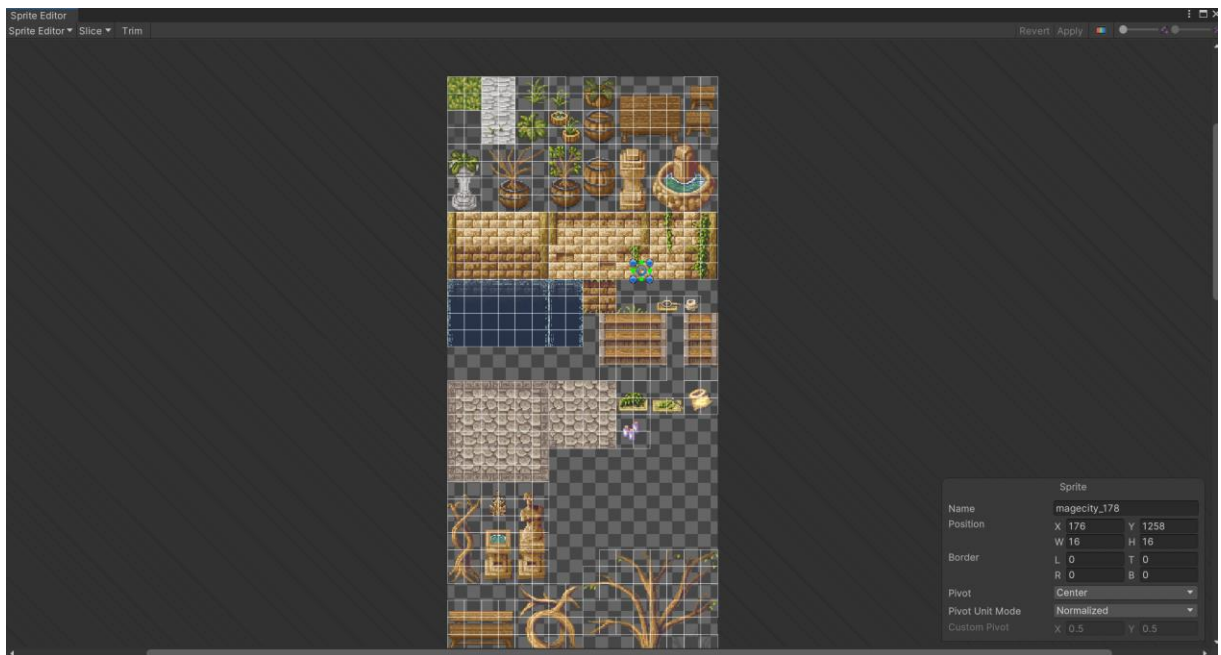 Sprite Editor
Sprite Editor Slice Trim Revert Apply
Sprite
Name magecity_178
Position X 176 Y 1258
W 16 H 16
Border L 0 T 0
R 0 B 0
Pivot Center
Pivot Unit Mode Normalized
Custom Pivot X 0.5 Y 0.5